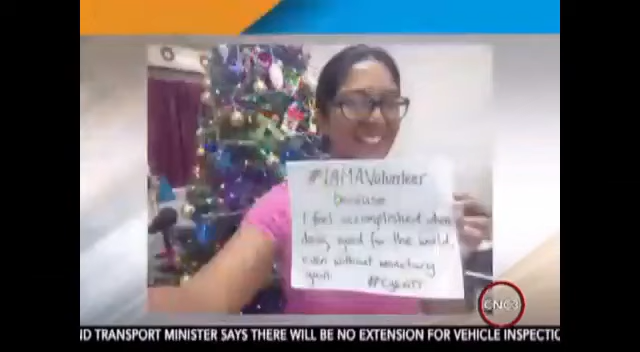 #IAMAVolunteer
because
I feel accomplished when
doing good for the world,
even without monetary
gain
CNC3
ND TRANSPORT MINISTER SAYS THERE WILL BE NO EXTENSION FOR VEHICLE INSPECTIO